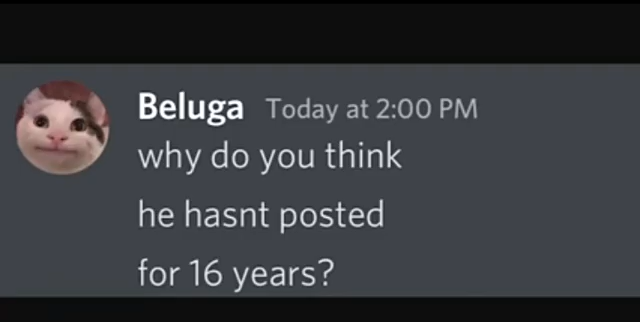 Beluga Today at 2:00 PM
why do you think
he hasnt posted
for 16 years?